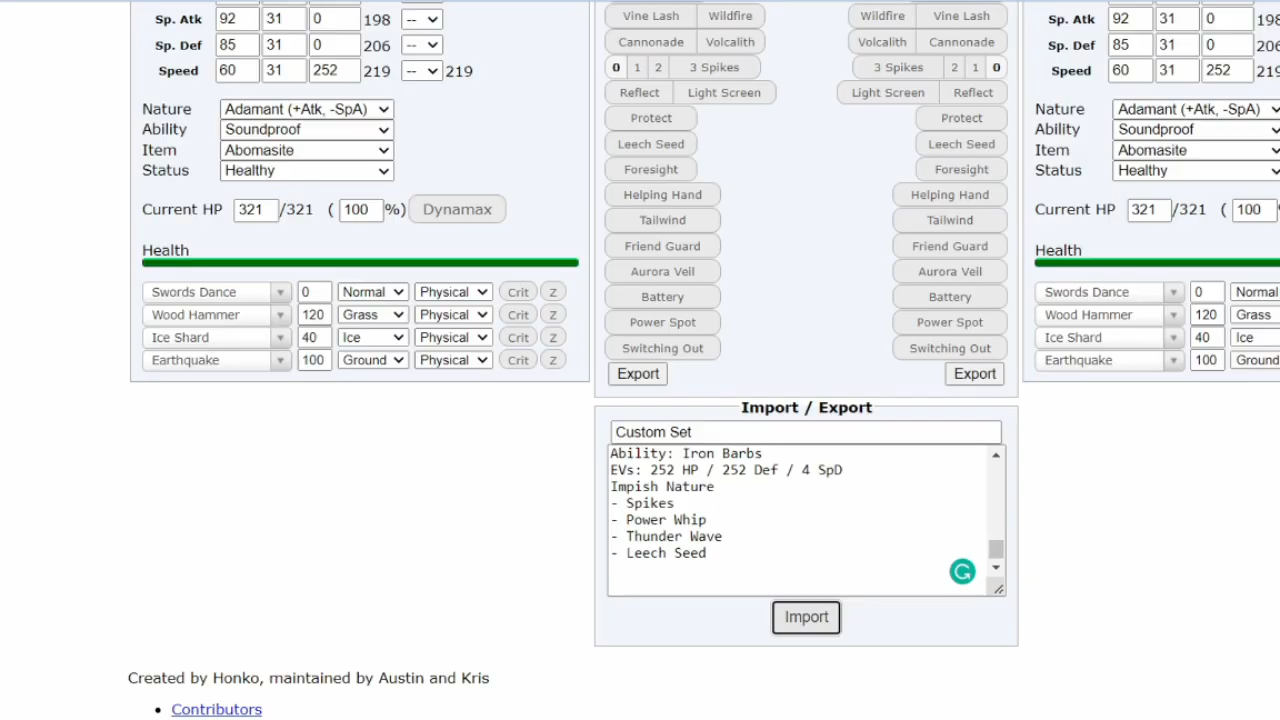 Sp. Atk 92 31 0 198 --
Sp. Def 85 31 0 206 --
Speed 60 31 252 219 -- 219
Nature Adamant (+Atk, -SpA)
Ability Soundproof
Item Abomasite
Status Healthy
Current HP 321 /321 ( 100 %) Dynamax
Health
Swords Dance 0 Normal Physical Crit Z
Wood Hammer 120 Grass Physical Crit Z
Ice Shard 40 Ice Physical Crit Z
Earthquake 100 Ground Physical Crit Z
Vine Lash Wildfire Wildfire Vine Lash
Cannonade Volcalith Volcalith Cannonade
0 1 2 3 Spikes 3 Spikes 2 1 0
Reflect Light Screen Light Screen Reflect
Protect Protect
Leech Seed Leech Seed
Foresight Foresight
Helping Hand Helping Hand
Tailwind Tailwind
Friend Guard Friend Guard
Aurora Veil Aurora Veil
Battery Battery
Power Spot Power Spot
Switching Out Switching Out
Export Export
Import / Export
Custom Set
Ability: Iron Barbs
EVs: 252 HP / 252 Def / 4 SpD
Impish Nature
- Spikes
- Power Whip
- Thunder Wave
- Leech Seed
Import
Sp. Atk 92 31 0 198
Sp. Def 85 31 0 206
Speed 60 31 252 219
Nature Adamant (+Atk, -SpA)
Ability Soundproof
Item Abomasite
Status Healthy
Current HP 321 /321 ( 100
Health
Swords Dance 0 Normal
Wood Hammer 120 Grass
Ice Shard 40 Ice
Earthquake 100 Ground
Created by Honko, maintained by Austin and Kris
• Contributors